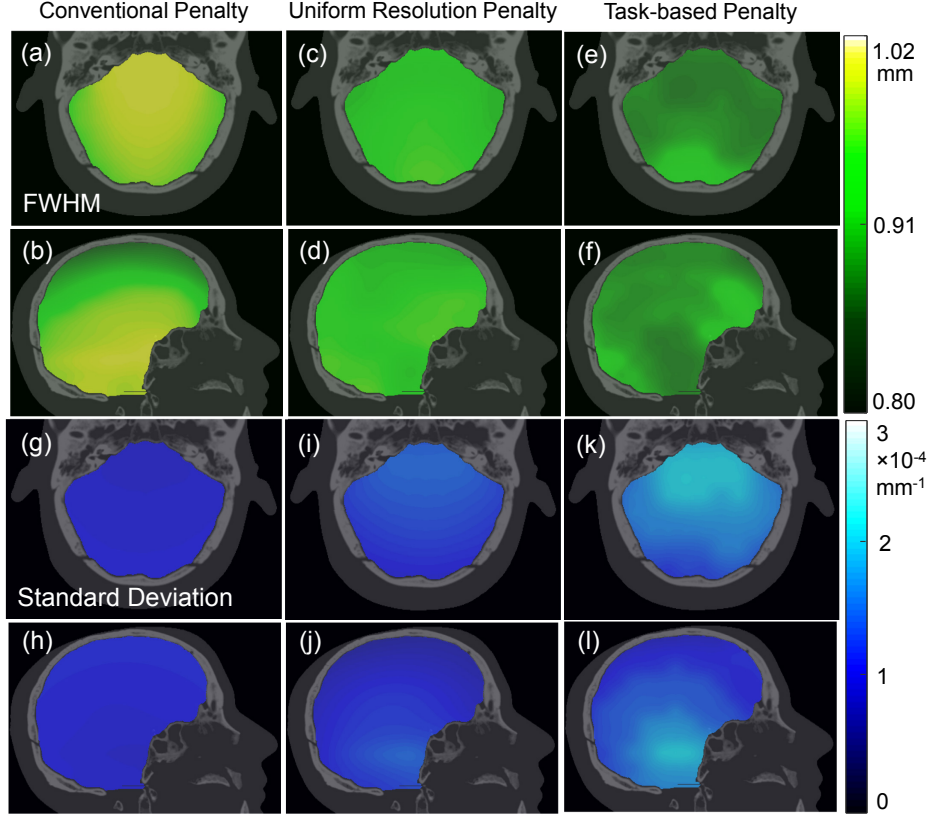 Conventional Penalty
Uniform Resolution Penalty
Task-based Penalty
(a)
(c)
(e)
1.02
mm
FWHM
0.91
(b)
(d)
(f)
0.80
(g)
(i)
(k)
3
×10-4
mm-1
2
Standard Deviation
(h)
(j)
(l)
1
0